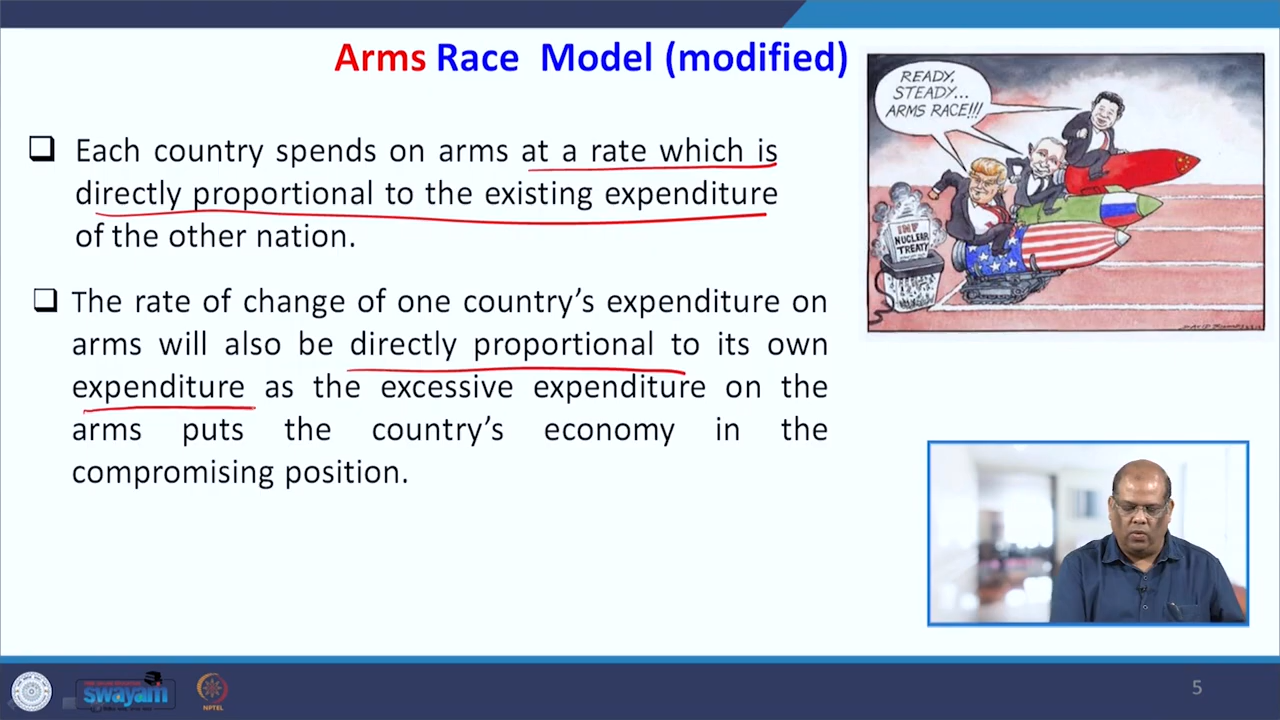 Arms Race Model (modified)
Each country spends on arms at a rate which is
directly proportional to the existing expenditure
of the other nation.
The rate of change of one country’s expenditure on
arms will also be directly proportional to its own
expenditure as the excessive expenditure on the
arms puts the country’s economy in the
compromising position.
READY,
STEADY...
ARMS RACE!!!
INF
NUCLEAR
TREATY
swayam
NPTEL
5